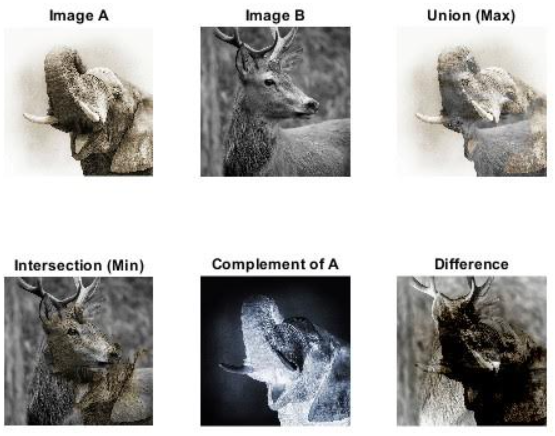 Image A
Image B
Union (Max)
Intersection (Min)
Complement of A
Difference